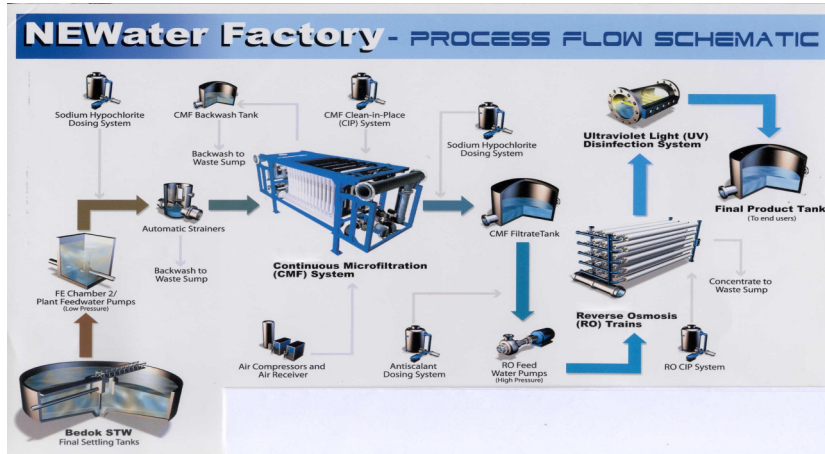 NEWater Factory - PROCESS FLOW SCHEMATIC
Sodium Hypochlorite
Dosing System
CMF Backwash Tank
CMF Clean-in-Place
(CIP) System
Sodium Hypochlorite
Dosing System
Ultraviolet Light (UV)
Disinfection System
Backwash to
Waste Sump
Automatic Strainers
CMF FiltrateTank
Final Product Tank
(To end users)
Backwash to
Waste Sump
Continuous Microfiltration
(CMF) System
FE Chamber 2/
Plant Feedwater Pumps
(Low Pressure)
Concentrate to
Waste Sump
Reverse Osmosis
(RO) Trains
Air Compressors and
Air Receiver
Antiscalant
Dosing System
RO Feed
Water Pumps
(High Pressure)
RO CIP System
Bedok STW
Final Settling Tanks